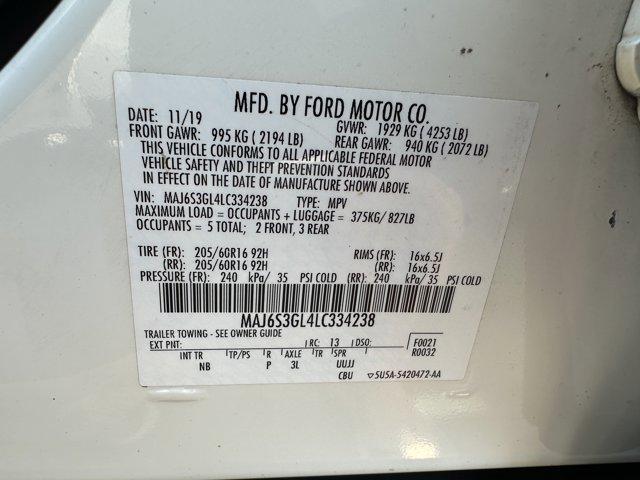 MFD. BY FORD MOTOR CO.
DATE: 11/19 GVWR: 1929 KG ( 4253 LB)
FRONT GAWR: 995 KG ( 2194 LB) REAR GAWR: 940 KG ( 2072 LB)
THIS VEHICLE CONFORMS TO ALL APPLICABLE FEDERAL MOTOR
VEHICLE SAFETY AND THEFT PREVENTION STANDARDS
IN EFFECT ON THE DATE OF MANUFACTURE SHOWN ABOVE.
VIN: MAJ6S3GL4LC334238 TYPE: MPV
MAXIMUM LOAD = OCCUPANTS + LUGGAGE = 375KG/ 827LB
OCCUPANTS = 5 TOTAL; 2 FRONT, 3 REAR
TIRE (FR): 205/60R16 92H RIMS (FR): 16x6.5J
(RR): 205/60R16 92H (RR): 16x6.5J
PRESSURE (FR): 240 kPa/ 35 PSI COLD (RR): 240 kPa/ 35 PSI COLD
MAJ6S3GL4LC334238
TRAILER TOWING - SEE OWNER GUIDE
EXT PNT: RC: 13 DSO: F0021
R0032
INT TR TP/PS R AXLE TR SPR
NB P 3L UUJJ
CBU 5U5A-5420472-AA